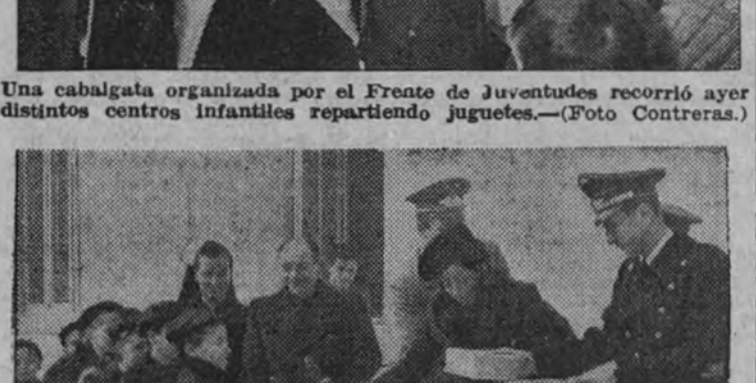 Una cabalgata organizada por el Frente de Juventudes recorrió ayer
distintos centros infantiles repartiendo juguetes.—(Foto Contreras.)